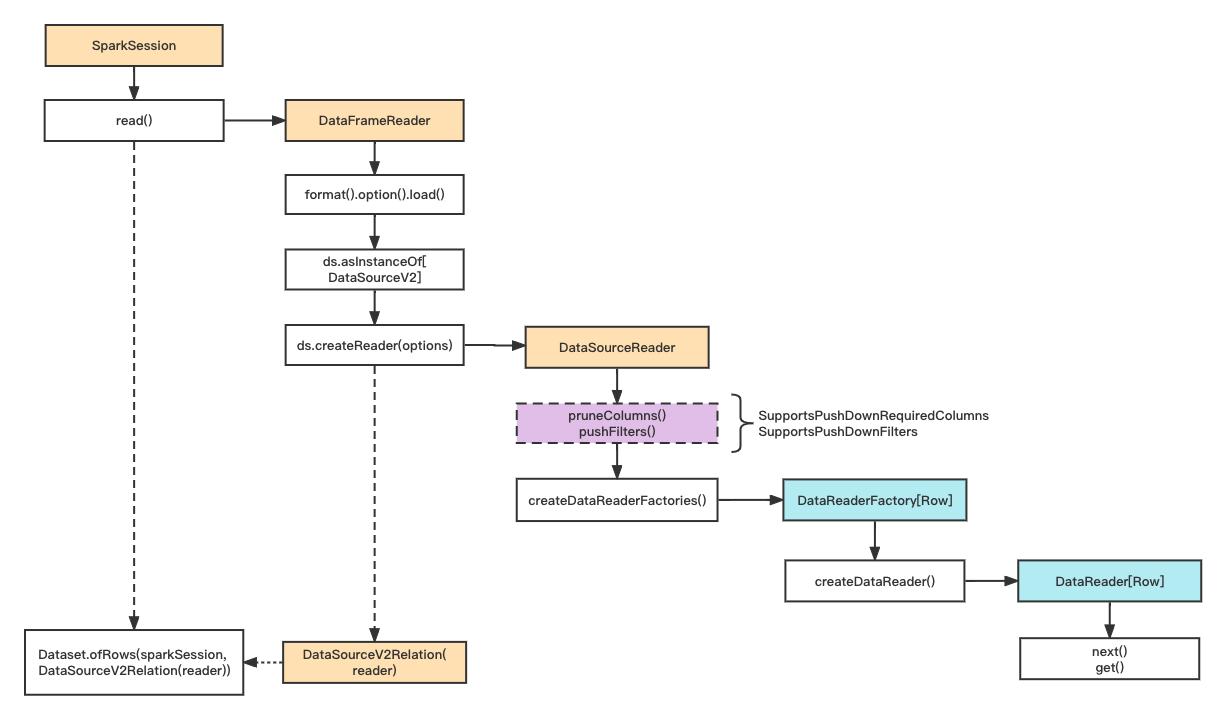 SparkSession
read()
DataFrameReader
format().option().load()
ds.asInstanceOf[
DataSourceV2]
ds.createReader(options)
DataSourceReader
pruneColumns()
pushFilters()
SupportsPushDownRequiredColumns
SupportsPushDownFilters
createDataReaderFactories()
DataReaderFactory[Row]
createDataReader()
DataReader[Row]
next()
get()
Dataset.ofRows(sparkSession,
DataSourceV2Relation(reader))
DataSourceV2Relation(
reader)